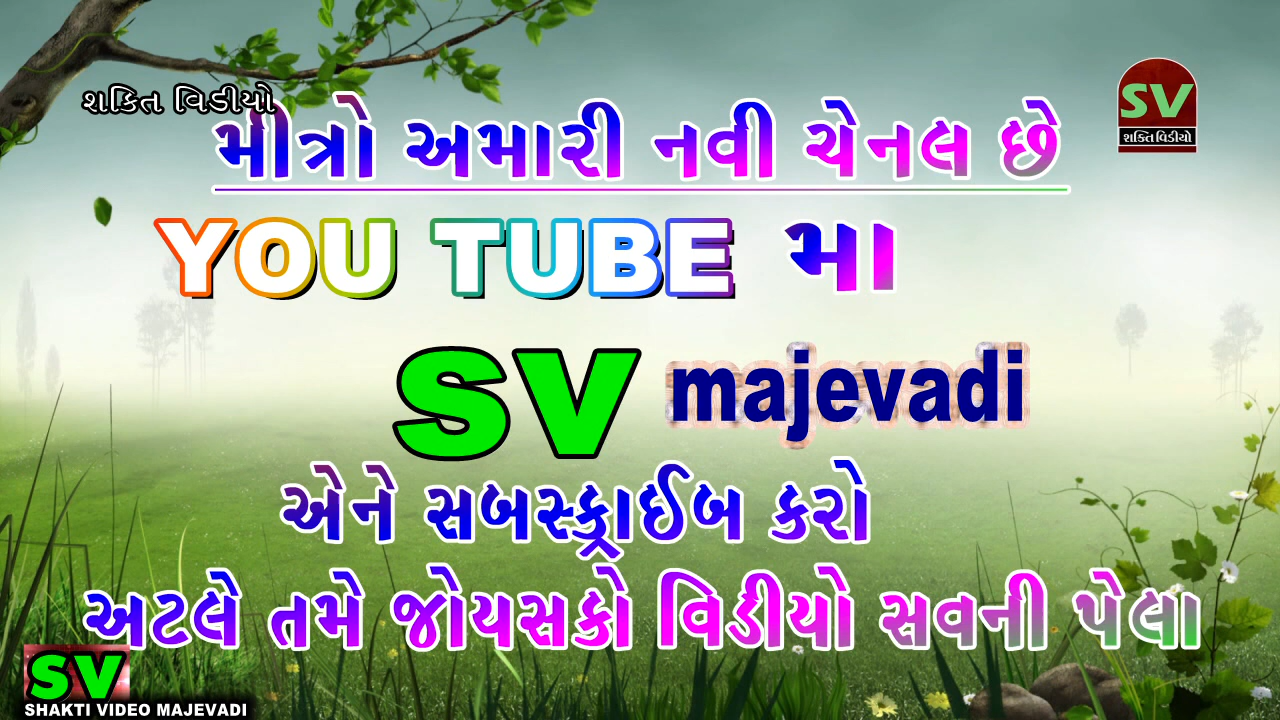 શકિત વિડીયો
SV
શક્તિ વિડીયો
મીત્રો અમારી નવી ચેનલ છે
YOU TUBE મા
SV majevadi
એને સબસ્ક્રાઈબ કરો
અટલે તમે જોયસકો વિડીયો સવની પેલા
SV
SHAKTI VIDEO MAJEVADI